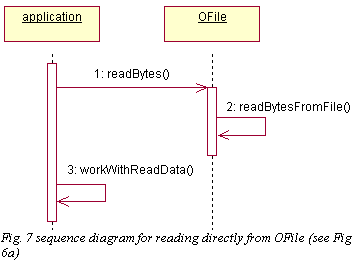 application
OFile
1: readBytes()
2: readBytesFromFile()
3: workWithReadData()
Fig. 7 sequence diagram for reading directly from OFile (see Fig
6a)